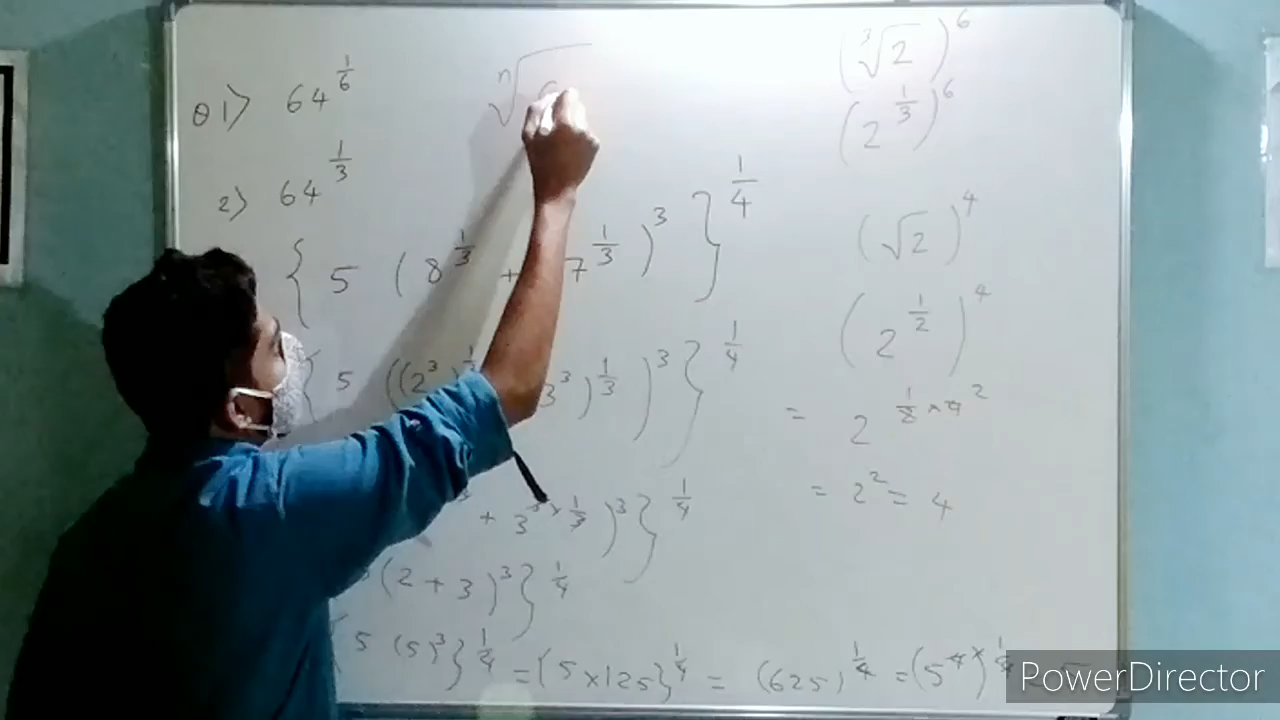 Q 1> 64^{1/6}
ⁿ√
2> 64^{1/3}
{ 5 ( 8^{1/3} + 7^{1/3} )^3 }^{1/4}
{ 5 ((2^3)^{1/3} 3^3 )^{1/3} )^3 }^{1/4}
+ 3^{3 × 1/3} )^3 }^{1/4}
(2 + 3)^3 }^{1/4}
{ 5 (5)^3 }^{1/4} = {5 × 125}^{1/4} = (625)^{1/4} = (5^{4 ×})^{1/4}
(∛2)^6
(2^{1/3})^6
(√2)^4
(2^{1/2})^4
= 2^{1/2 × 4} 2
= 2^2 = 4
PowerDirector